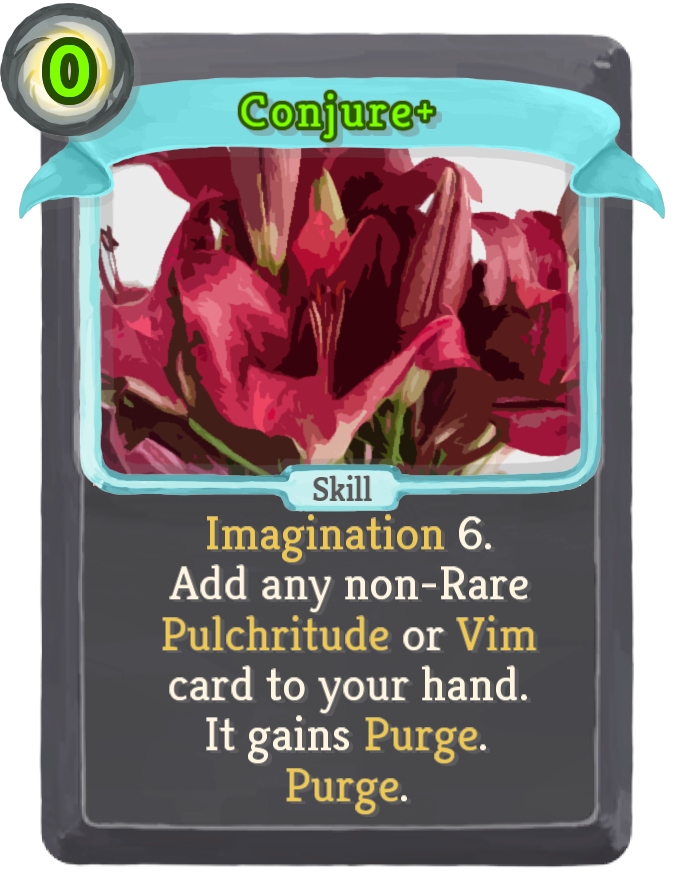 0
Conjure+
Skill
Imagination 6.
Add any non-Rare
Pulchritude or Vim
card to your hand.
It gains Purge.
Purge.